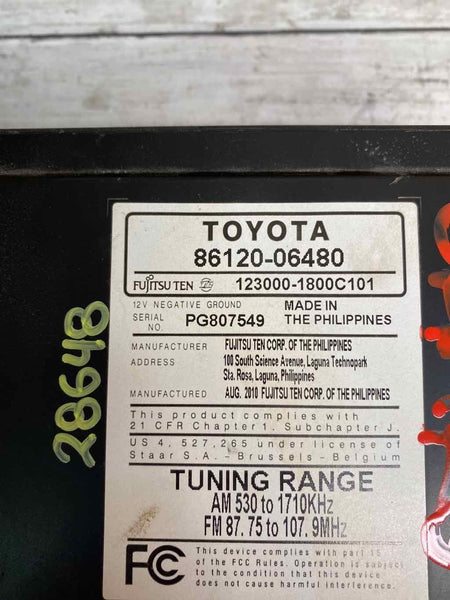 TOYOTA
86120-06480
FUJITSU TEN 123000-1800C101
12V NEGATIVE GROUND MADE IN
SERIAL NO. PG807549 THE PHILIPPINES
MANUFACTURER FUJITSU TEN CORP. OF THE PHILIPPINES
ADDRESS 100 South Science Avenue, Laguna Technopark
Sta. Rosa, Laguna, Philippines
MANUFACTURED AUG. 2010 FUJITSU TEN CORP. OF THE PHILIPPINES
This product complies with
21 CFR Chapter 1. Subchapter J.
US 4, 527,265 under license of
Staar S.A. – Brussels – Belgium
TUNING RANGE
AM 530 to 1710KHz
FM 87.75 to 107.9MHz
FCC
This device complies with part 15
of the FCC Rules. Operation is subject
to the condition that this device
does not cause harmful interference.
28648